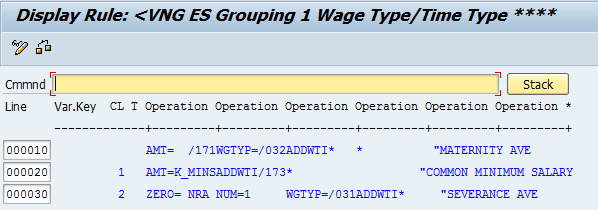 Display Rule: <VNG ES Grouping 1 Wage Type/Time Type ****
Cmmnd Stack
Line Var.Key CL T Operation Operation Operation Operation Operation Operation *
------------+---------+---------+---------+---------+---------+---------+
000010 AMT= /171WGTYP=/032ADDWTI* * "MATERNITY AVE
000020 1 AMT=K_MINSADDWTI/173* "COMMON MINIMUM SALARY
000030 2 ZERO= NRA NUM=1 WGTYP=/031ADDWTI* "SEVERANCE AVE